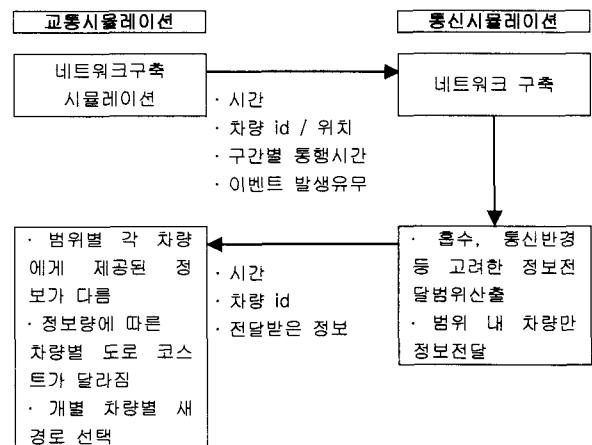 교통시뮬레이션
통신시뮬레이션
네트워크구축
시뮬레이션
· 시간
· 차량 id / 위치
· 구간별 통행시간
· 이벤트 발생유무
네트워크 구축
· 범위별 각 차량
에게 제공된 정
보가 다름
· 정보량에 따른
차량별 도로 코스
트가 달라짐
· 개별 차량별 새
경로 선택
· 시간
· 차량 id
· 전달받은 정보
· 홉수, 통신반경
등 고려한 정보전
달범위산출
· 범위 내 차량만
정보전달